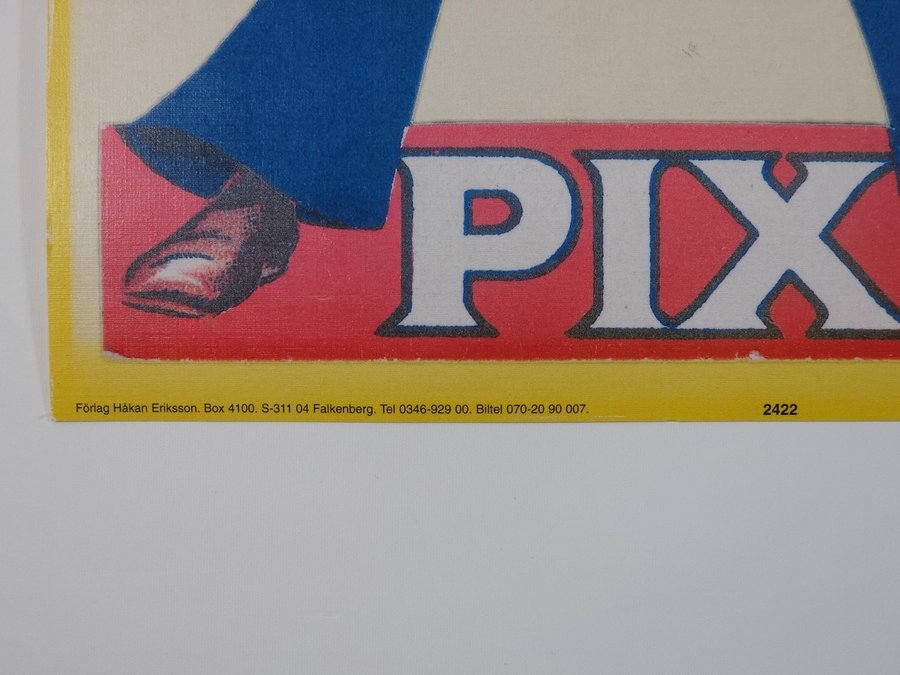 PIX
Förlag Håkan Eriksson. Box 4100. S-311 04 Falkenberg. Tel 0346-929 00. Biltel 070-20 90 007.
2422